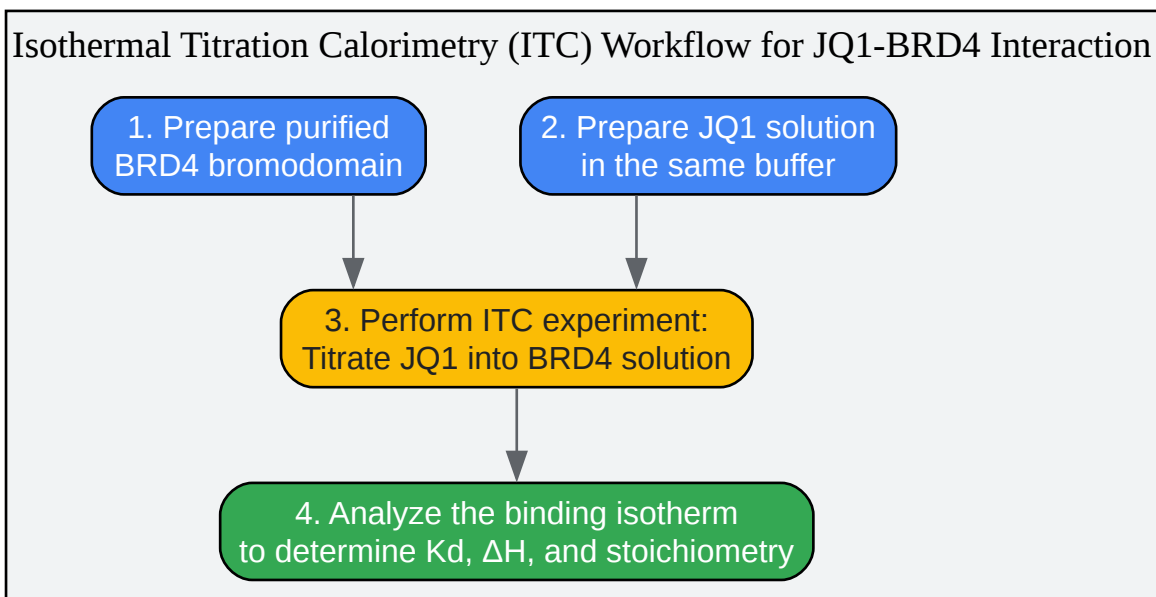 Isothermal Titration Calorimetry (ITC) Workflow for JQ1-BRD4 Interaction
1. Prepare purified
BRD4 bromodomain
2. Prepare JQ1 solution
in the same buffer
3. Perform ITC experiment:
Titrate JQ1 into BRD4 solution
4. Analyze the binding isotherm
to determine Kd, ΔH, and stoichiometry